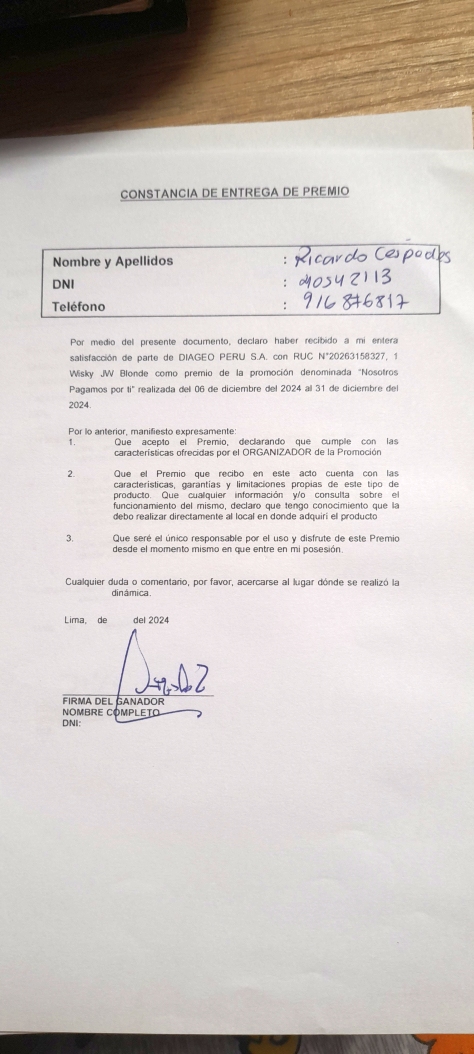 CONSTANCIA DE ENTREGA DE PREMIO
Nombre y Apellidos : Ricardo Céspedes
DNI : 40542113
Teléfono : 916876817
Por medio del presente documento, declaro haber recibido a mi entera
satisfacción de parte de DIAGEO PERU S.A. con RUC N°20263158327, 1
Wisky JW Blonde como premio de la promoción denominada “Nosotros
Pagamos por ti” realizada del 06 de diciembre del 2024 al 31 de diciembre del
2024.
Por lo anterior, manifiesto expresamente:
1. Que acepto el Premio, declarando que cumple con las
características ofrecidas por el ORGANIZADOR de la Promoción
2. Que el Premio que recibo en este acto cuenta con las
características, garantías y limitaciones propias de este tipo de
producto. Que cualquier información y/o consulta sobre el
funcionamiento del mismo, declaro que tengo conocimiento que la
debo realizar directamente al local en donde adquirí el producto
3. Que seré el único responsable por el uso y disfrute de este Premio
desde el momento mismo en que entre en mi posesión.
Cualquier duda o comentario, por favor, acercarse al lugar dónde se realizó la
dinámica.
Lima, de del 2024
FIRMA DEL GANADOR
NOMBRE COMPLETO
DNI: